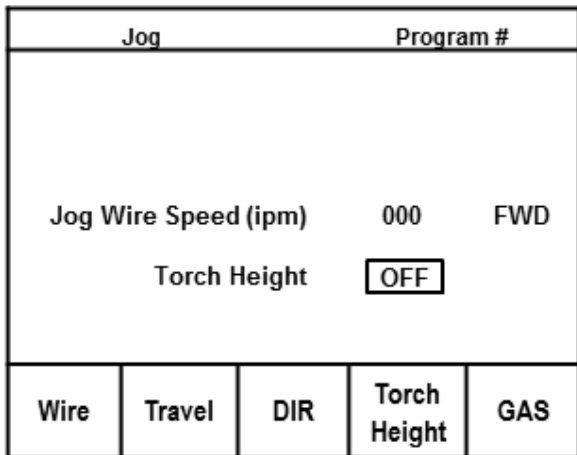 Jog Program #
Jog Wire Speed (ipm) 000 FWD
Torch Height OFF
Wire Travel DIR Torch Height GAS